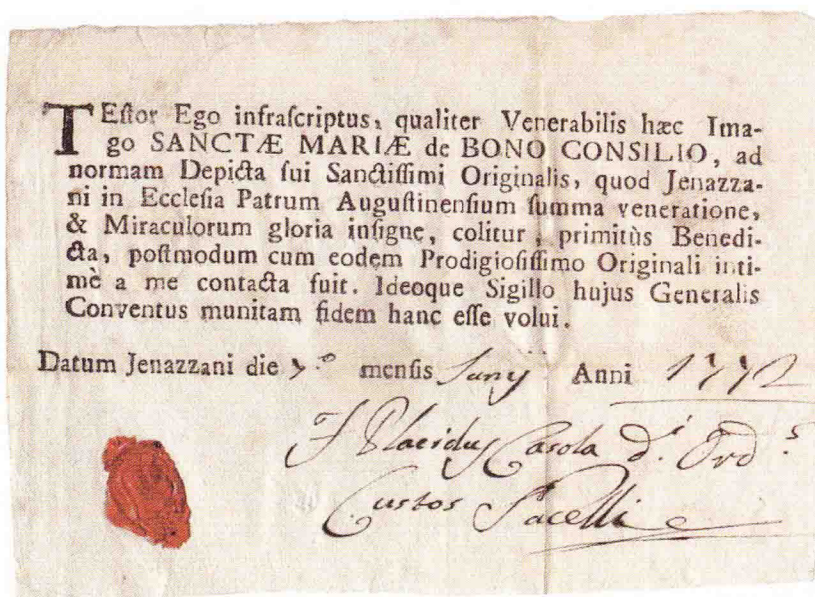 TEſtor Ego infraſcriptus, qualiter Venerabilis hæc Ima-
go SANCTÆ MARIÆ de BONO CONSILIO, ad
normam Depicta ſui Sanctiſſimi Originalis, quod Jenazza-
ni in Eccleſia Patrum Auguſtinenſium ſumma veneratione,
& Miraculorum gloria inſigne, colitur, primitùs Benedi-
cta, poſtmodum cum eodem Prodigioſiſſimo Originali inti-
mè a me contacta fuit. Ideoque Sigillo hujus Generalis
Conventus munitam fidem hanc eſſe volui.
Datum Jenazzani die menſis Juny Anni 1772
F Placidus Casola d.i Ord.s
Custos Sacelli